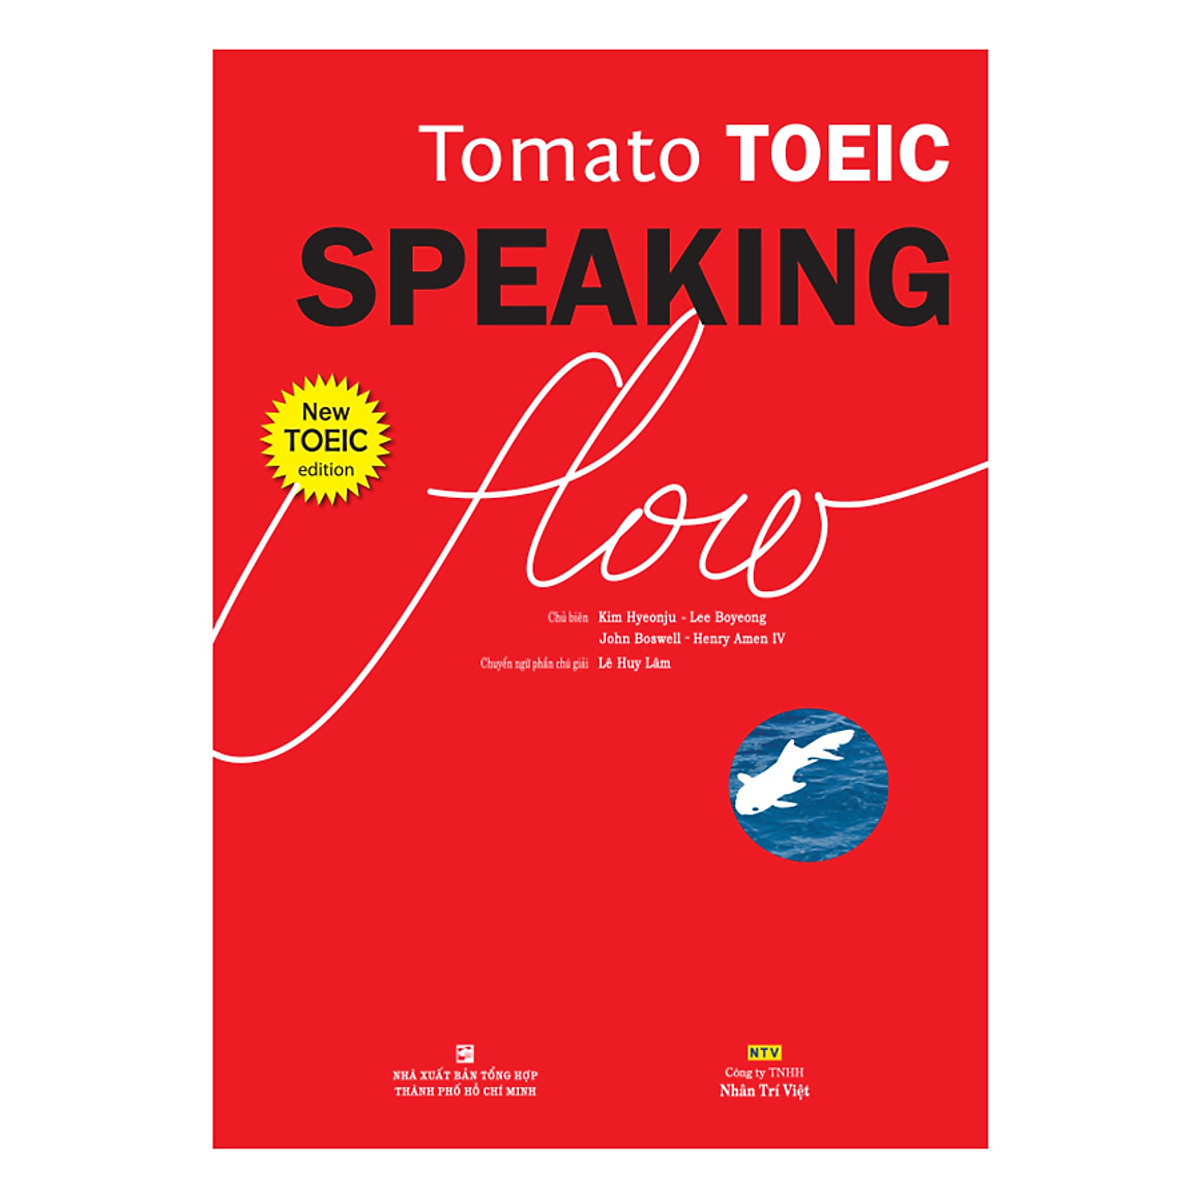 Tomato TOEIC
SPEAKING
flow
New
TOEIC
edition
Chủ biên Kim Hyeonju - Lee Boyeong
John Boswell - Henry Amen IV
Chuyển ngữ phần chú giải Lê Huy Lâm
NHÀ XUẤT BẢN TỔNG HỢP
THÀNH PHỐ HỒ CHÍ MINH
NTV
Công ty TNHH
Nhân Trí Việt